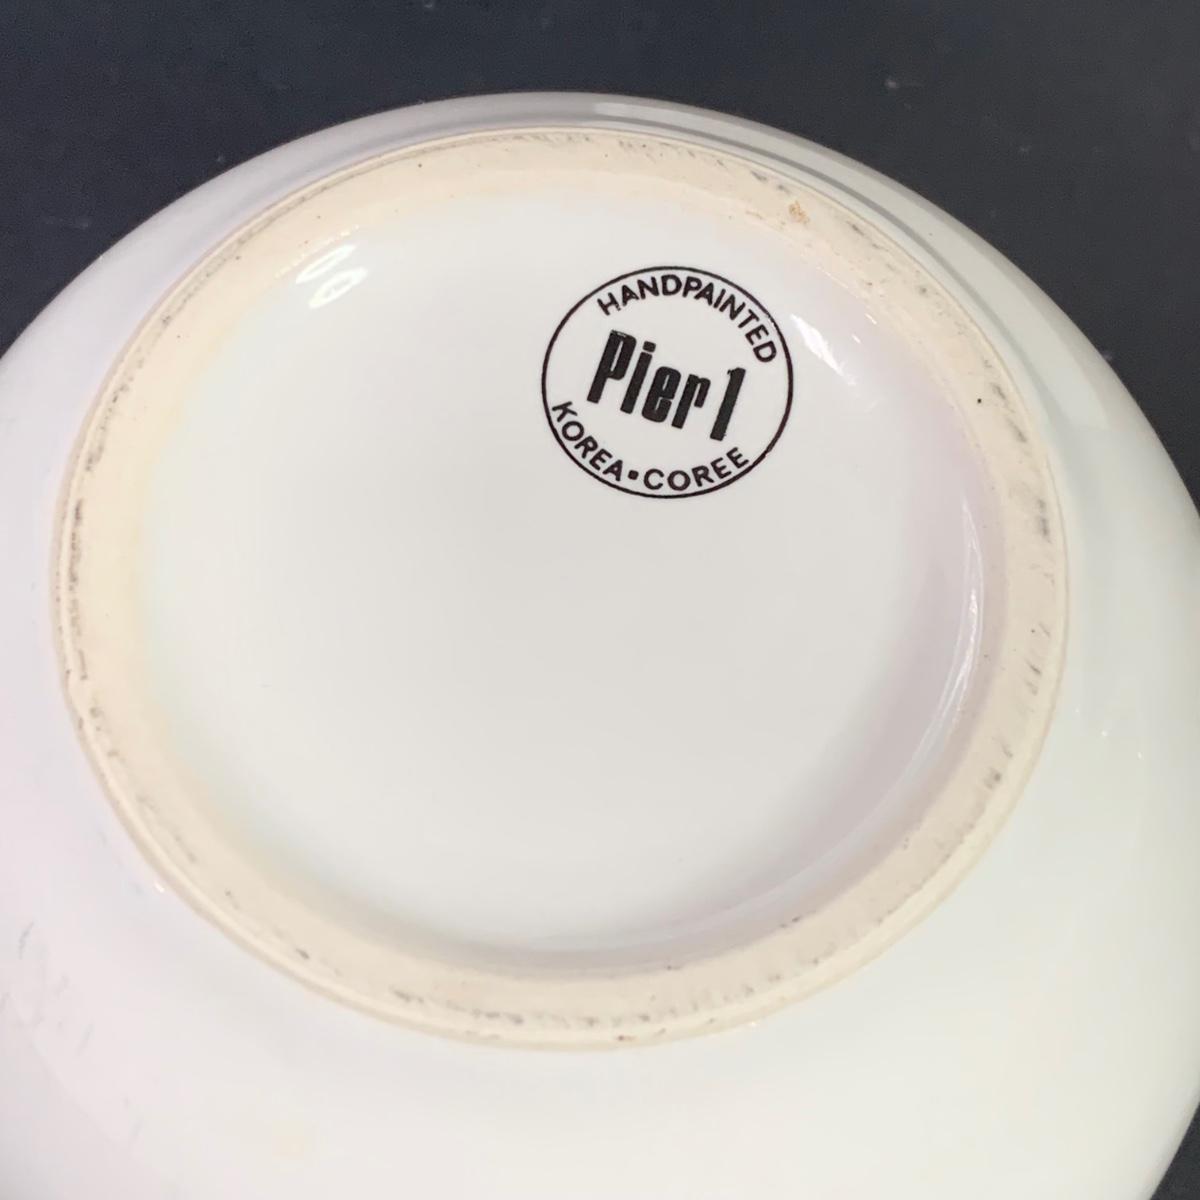 HANDPAINTED
Pier 1
KOREA • COREE